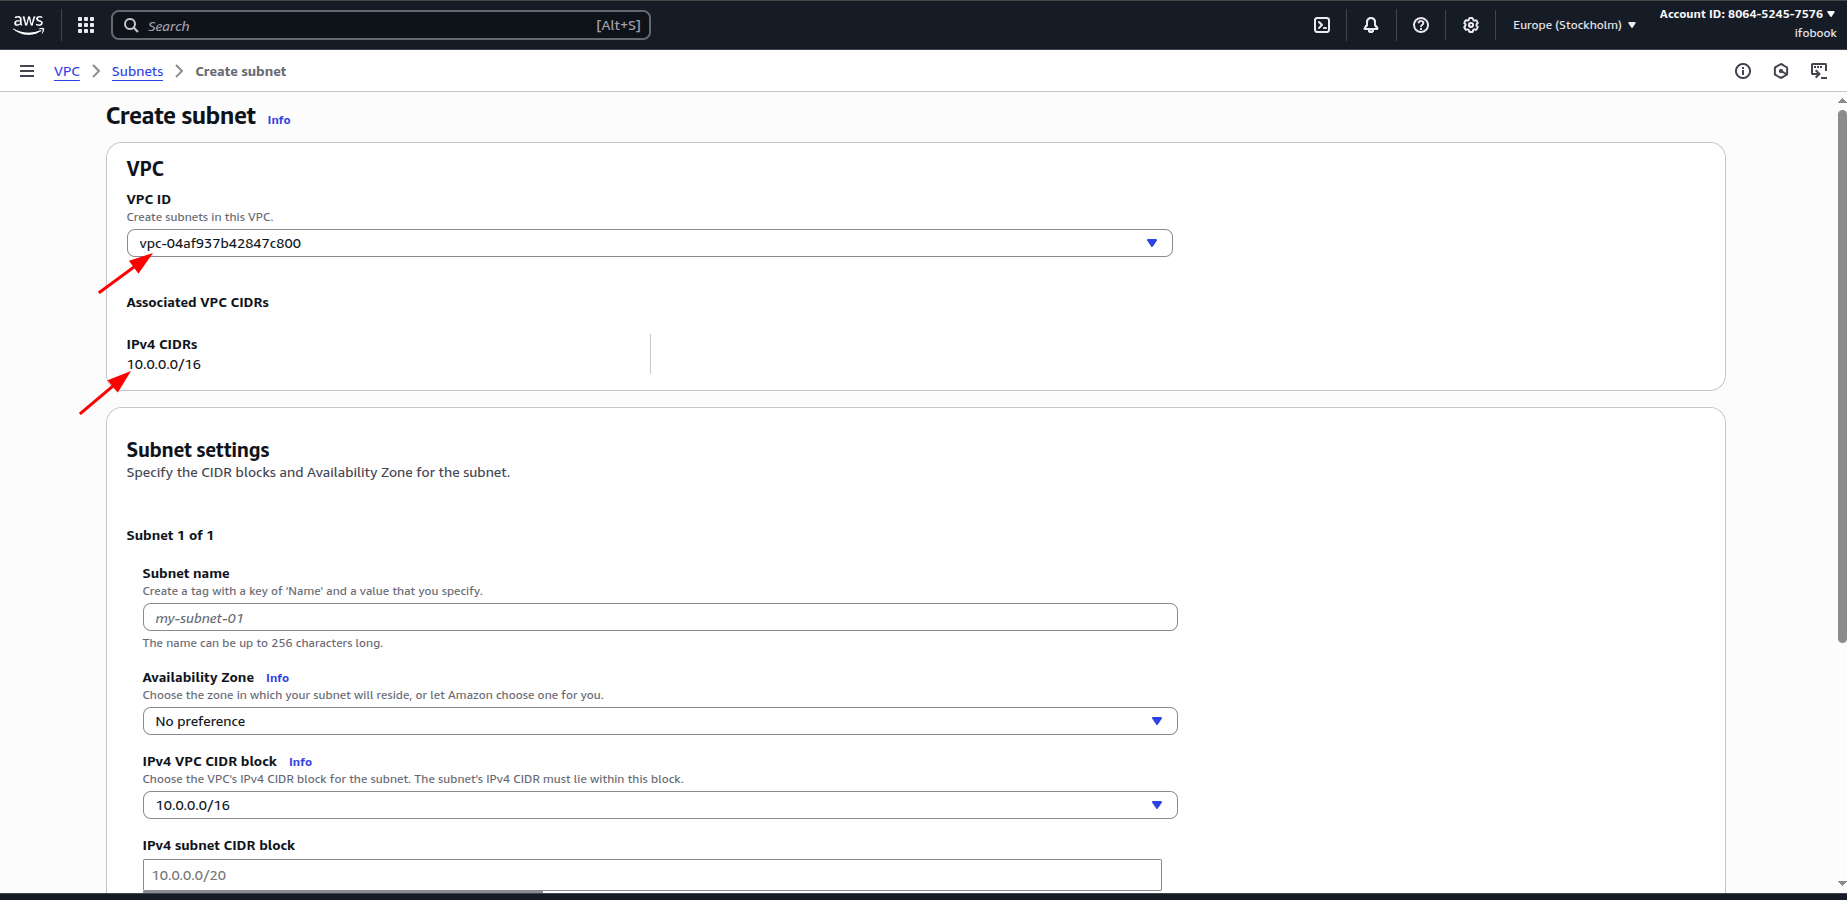 aws
Search [Alt+S]
Europe (Stockholm)
Account ID: 8064-5245-7576
ifobook
VPC Subnets Create subnet
Create subnet Info
VPC
VPC ID
Create subnets in this VPC.
vpc-04af937b42847c800
Associated VPC CIDRs
IPv4 CIDRs
10.0.0.0/16
Subnet settings
Specify the CIDR blocks and Availability Zone for the subnet.
Subnet 1 of 1
Subnet name
Create a tag with a key of 'Name' and a value that you specify.
my-subnet-01
The name can be up to 256 characters long.
Availability Zone Info
Choose the zone in which your subnet will reside, or let Amazon choose one for you.
No preference
IPv4 VPC CIDR block Info
Choose the VPC's IPv4 CIDR block for the subnet. The subnet's IPv4 CIDR must lie within this block.
10.0.0.0/16
IPv4 subnet CIDR block
10.0.0.0/20